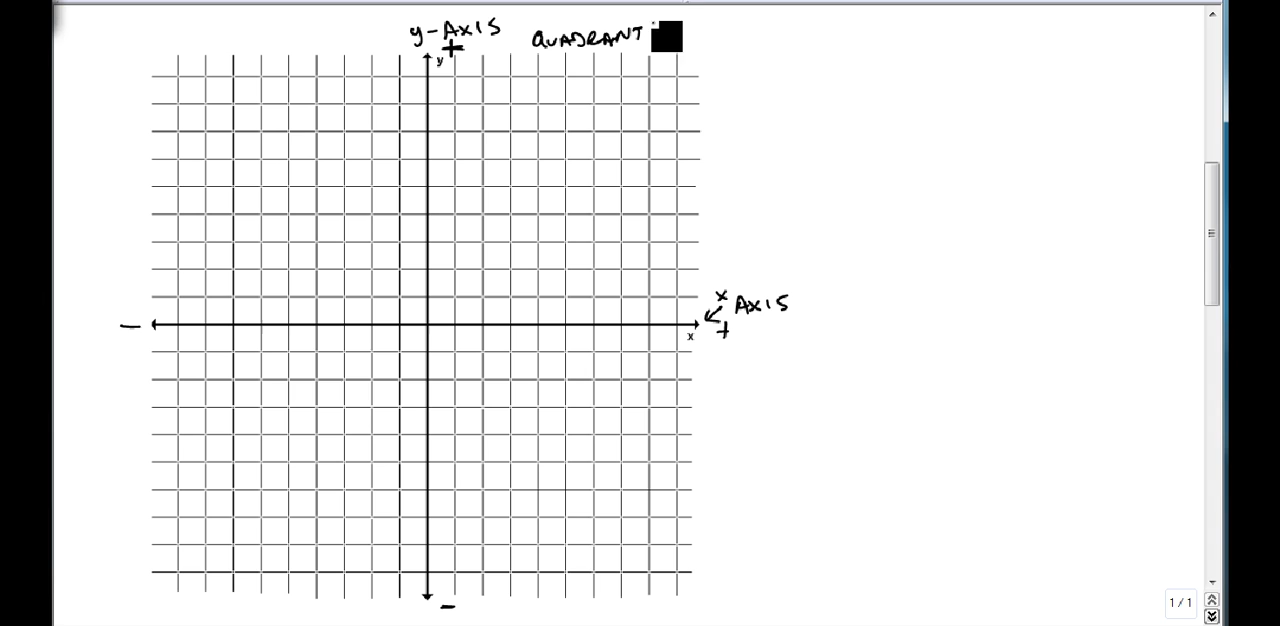 y-AXIS
QUADRANT
+
y
x
AXIS
-
+
x
-
1 / 1